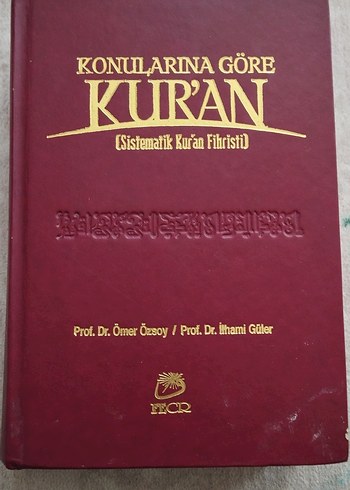 KONULARINA GÖRE
KUR'AN
(Sistematik Kur'an Fihristi)
Prof. Dr. Ömer Özsoy / Prof. Dr. İlhami Güler
FECR